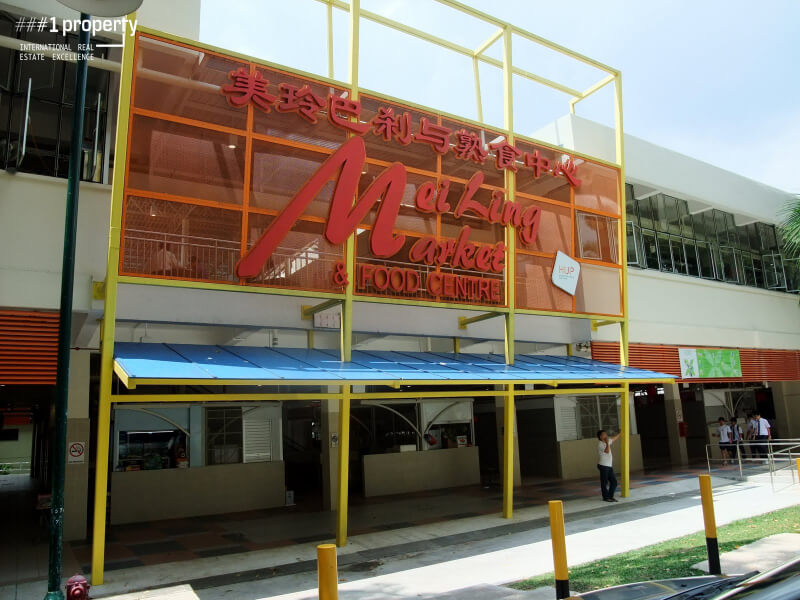 ###1 property
INTERNATIONAL REAL
ESTATE EXCELLENCE
美玲巴刹与熟食中心
Mei Ling
Market
& FOOD CENTRE
HUP